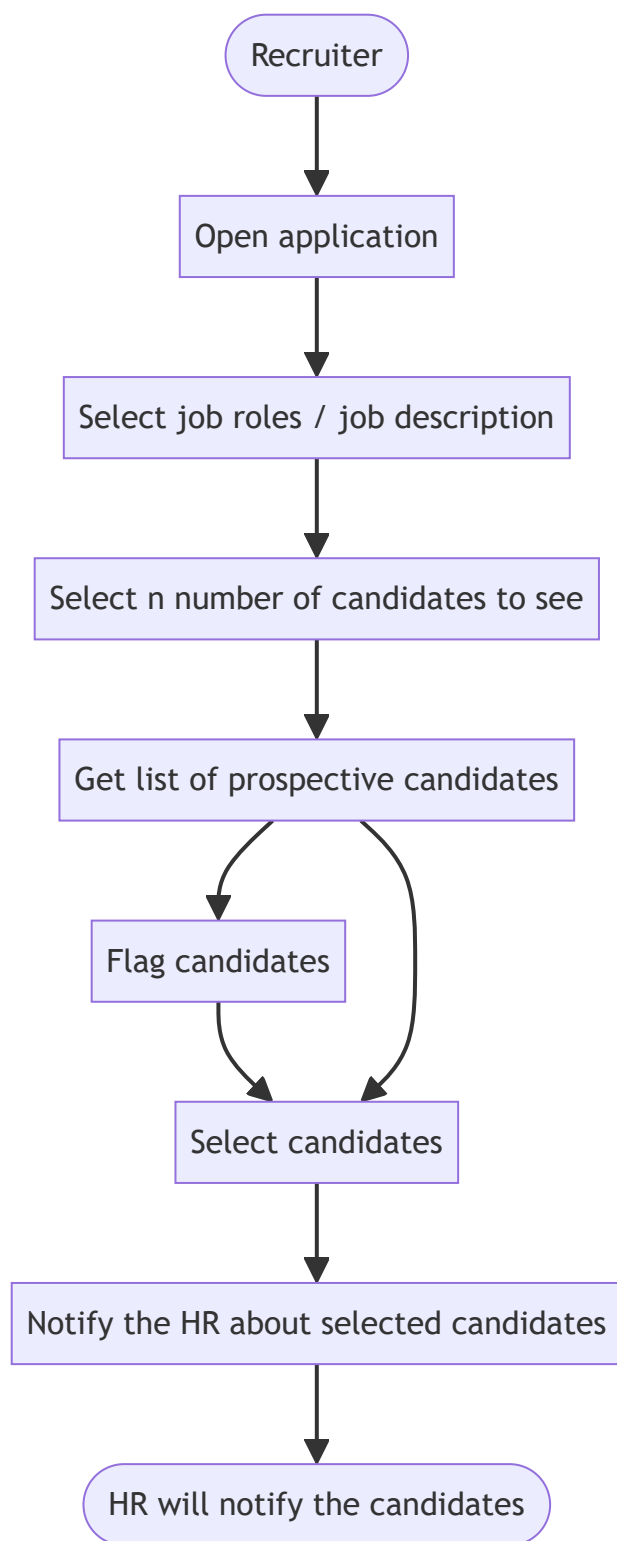 Recruiter
Open application
Select job roles / job description
Select n number of candidates to see
Get list of prospective candidates
Flag candidates
Select candidates
Notify the HR about selected candidates
HR will notify the candidates